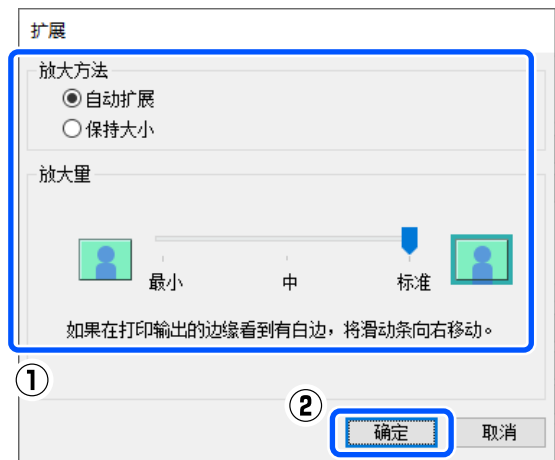 扩展
放大方法
自动扩展
保持大小
放大量
最小 中 标准
如果在打印输出的边缘看到有白边，将滑动条向右移动。
①
②
确定 取消